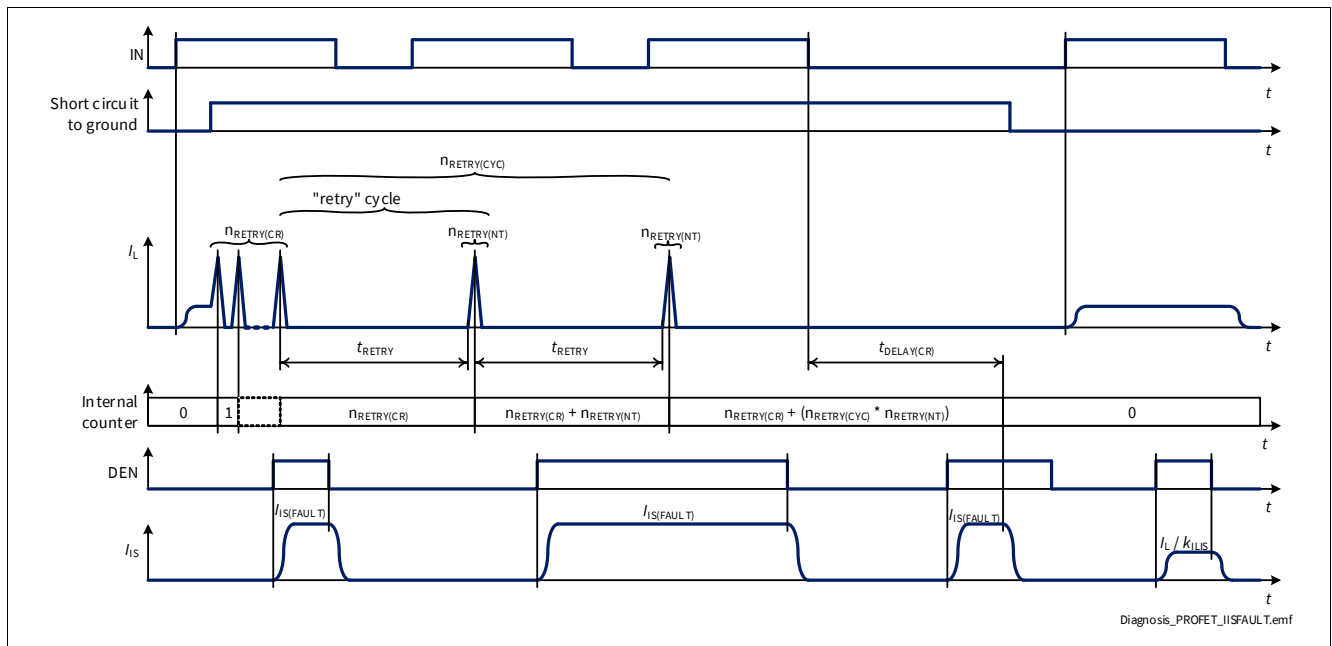 IN
t
Short circuit
to ground
t
nRETRY(CYC)
"retry" cycle
nRETRY(CR)
nRETRY(NT)
nRETRY(NT)
IL
t
tRETRY
tRETRY
tDELAY(CR)
Internal
counter
0
1
nRETRY(CR)
nRETRY(CR) + nRETRY(NT)
nRETRY(CR) + (nRETRY(CYC) * nRETRY(NT))
0
t
DEN
t
IIS(FAULT)
IIS(FAULT)
IIS(FAULT)
IL / kILIS
IIS
t
Diagnosis_PROFET_IISFAULT.emf